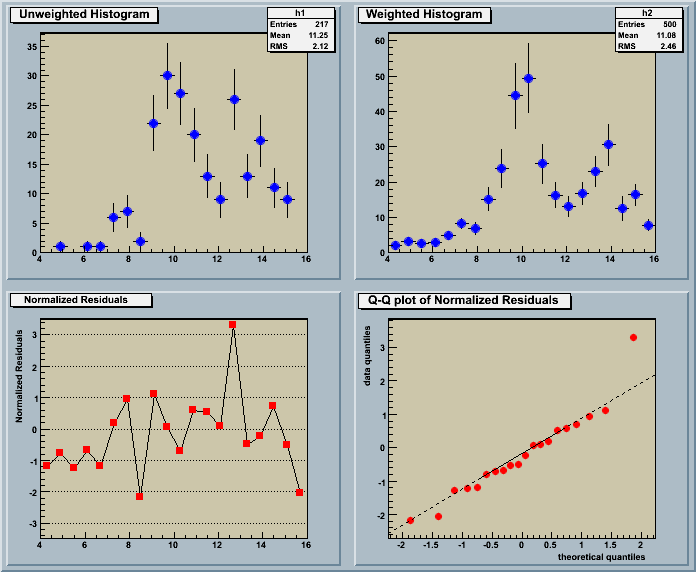 Unweighted Histogram
h1
Entries 217
Mean 11.25
RMS 2.12
35
30
25
20
15
10
5
0
4 6 8 10 12 14 16
Weighted Histogram
h2
Entries 500
Mean 11.08
RMS 2.46
60
50
40
30
20
10
0
4 6 8 10 12 14 16
Normalized Residuals
Normalized Residuals
3
2
1
0
-1
-2
-3
4 6 8 10 12 14 16
Q-Q plot of Normalized Residuals
data quantiles
3
2
1
0
-1
-2
-2 -1.5 -1 -0.5 0 0.5 1 1.5 2
theoretical quantiles